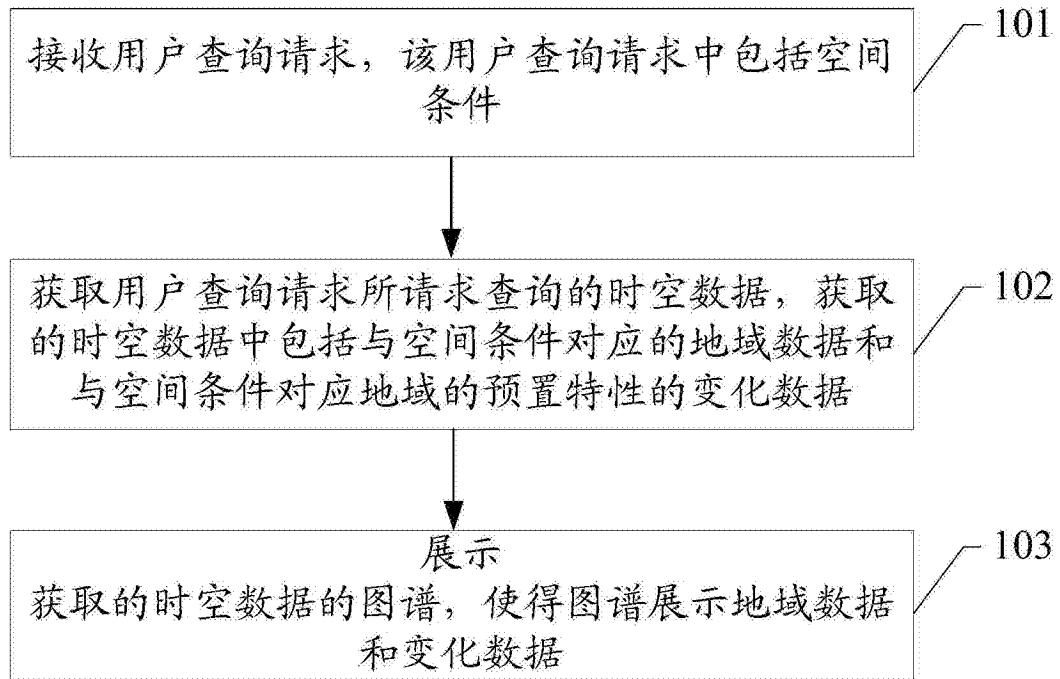 接收用户查询请求，该用户查询请求中包括空间
条件
101
获取用户查询请求所请求查询的时空数据，获取
的时空数据中包括与空间条件对应的地域数据和
与空间条件对应地域的预置特性的变化数据
102
展示
获取的时空数据的图谱，使得图谱展示地域数据
和变化数据
103